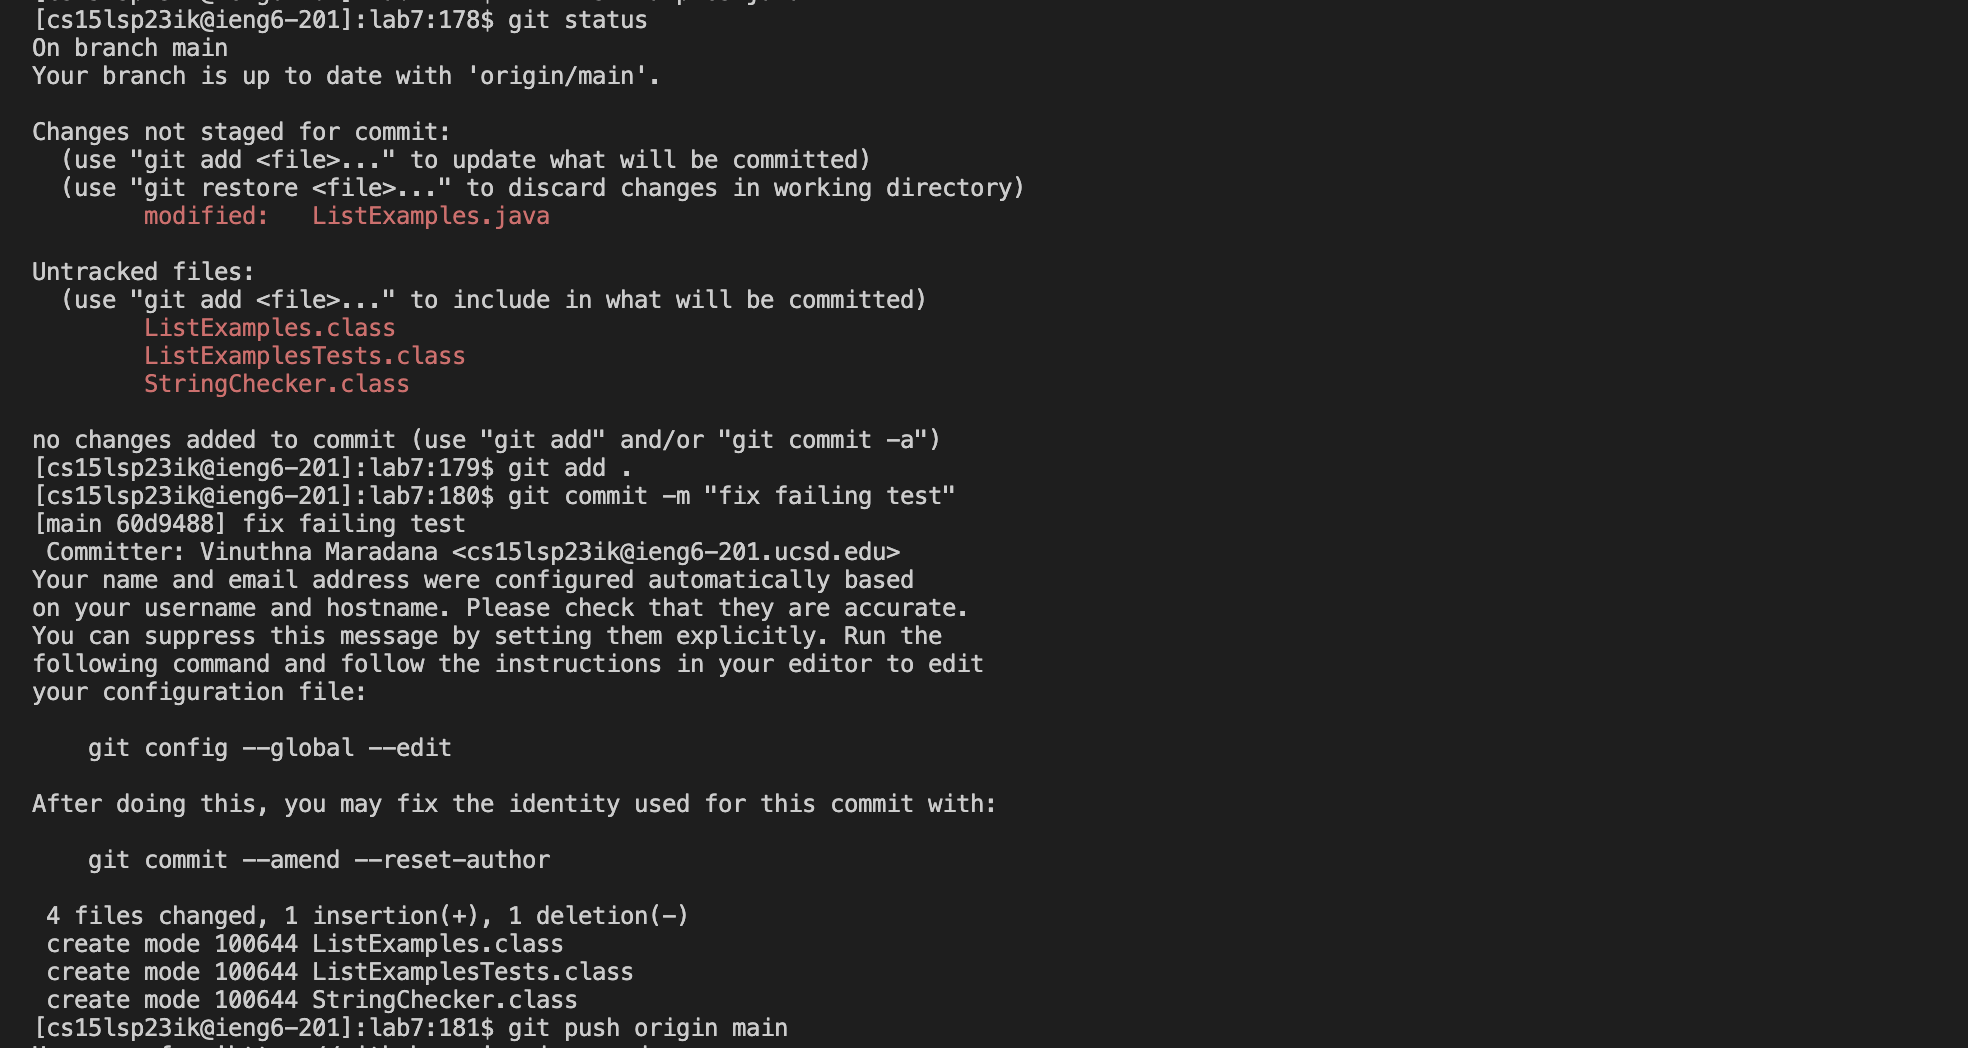 [cs15lsp23ik@ieng6-201]:lab7:178$ git status
On branch main
Your branch is up to date with 'origin/main'.

Changes not staged for commit:
  (use "git add <file>..." to update what will be committed)
  (use "git restore <file>..." to discard changes in working directory)
        modified:   ListExamples.java

Untracked files:
  (use "git add <file>..." to include in what will be committed)
        ListExamples.class
        ListExamplesTests.class
        StringChecker.class

no changes added to commit (use "git add" and/or "git commit -a")
[cs15lsp23ik@ieng6-201]:lab7:179$ git add .
[cs15lsp23ik@ieng6-201]:lab7:180$ git commit -m "fix failing test"
[main 60d9488] fix failing test
 Committer: Vinuthna Maradana <cs15lsp23ik@ieng6-201.ucsd.edu>
Your name and email address were configured automatically based
on your username and hostname. Please check that they are accurate.
You can suppress this message by setting them explicitly. Run the
following command and follow the instructions in your editor to edit
your configuration file:

    git config --global --edit

After doing this, you may fix the identity used for this commit with:

    git commit --amend --reset-author

 4 files changed, 1 insertion(+), 1 deletion(-)
 create mode 100644 ListExamples.class
 create mode 100644 ListExamplesTests.class
 create mode 100644 StringChecker.class
[cs15lsp23ik@ieng6-201]:lab7:181$ git push origin main